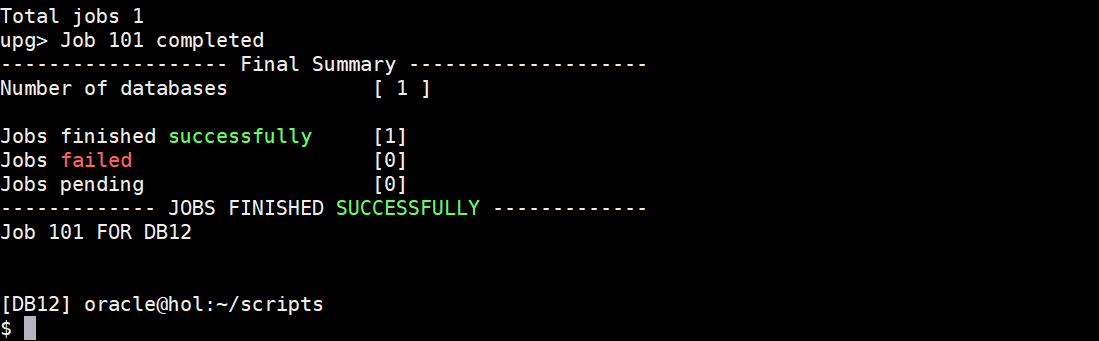 Total jobs 1
upg> Job 101 completed
------------------- Final Summary --------------------
Number of databases            [ 1 ]
Jobs finished successfully     [1]
Jobs failed                    [0]
Jobs pending                   [0]
------------- JOBS FINISHED SUCCESSFULLY -------------
Job 101 FOR DB12
[DB12] oracle@hol:~/scripts
$